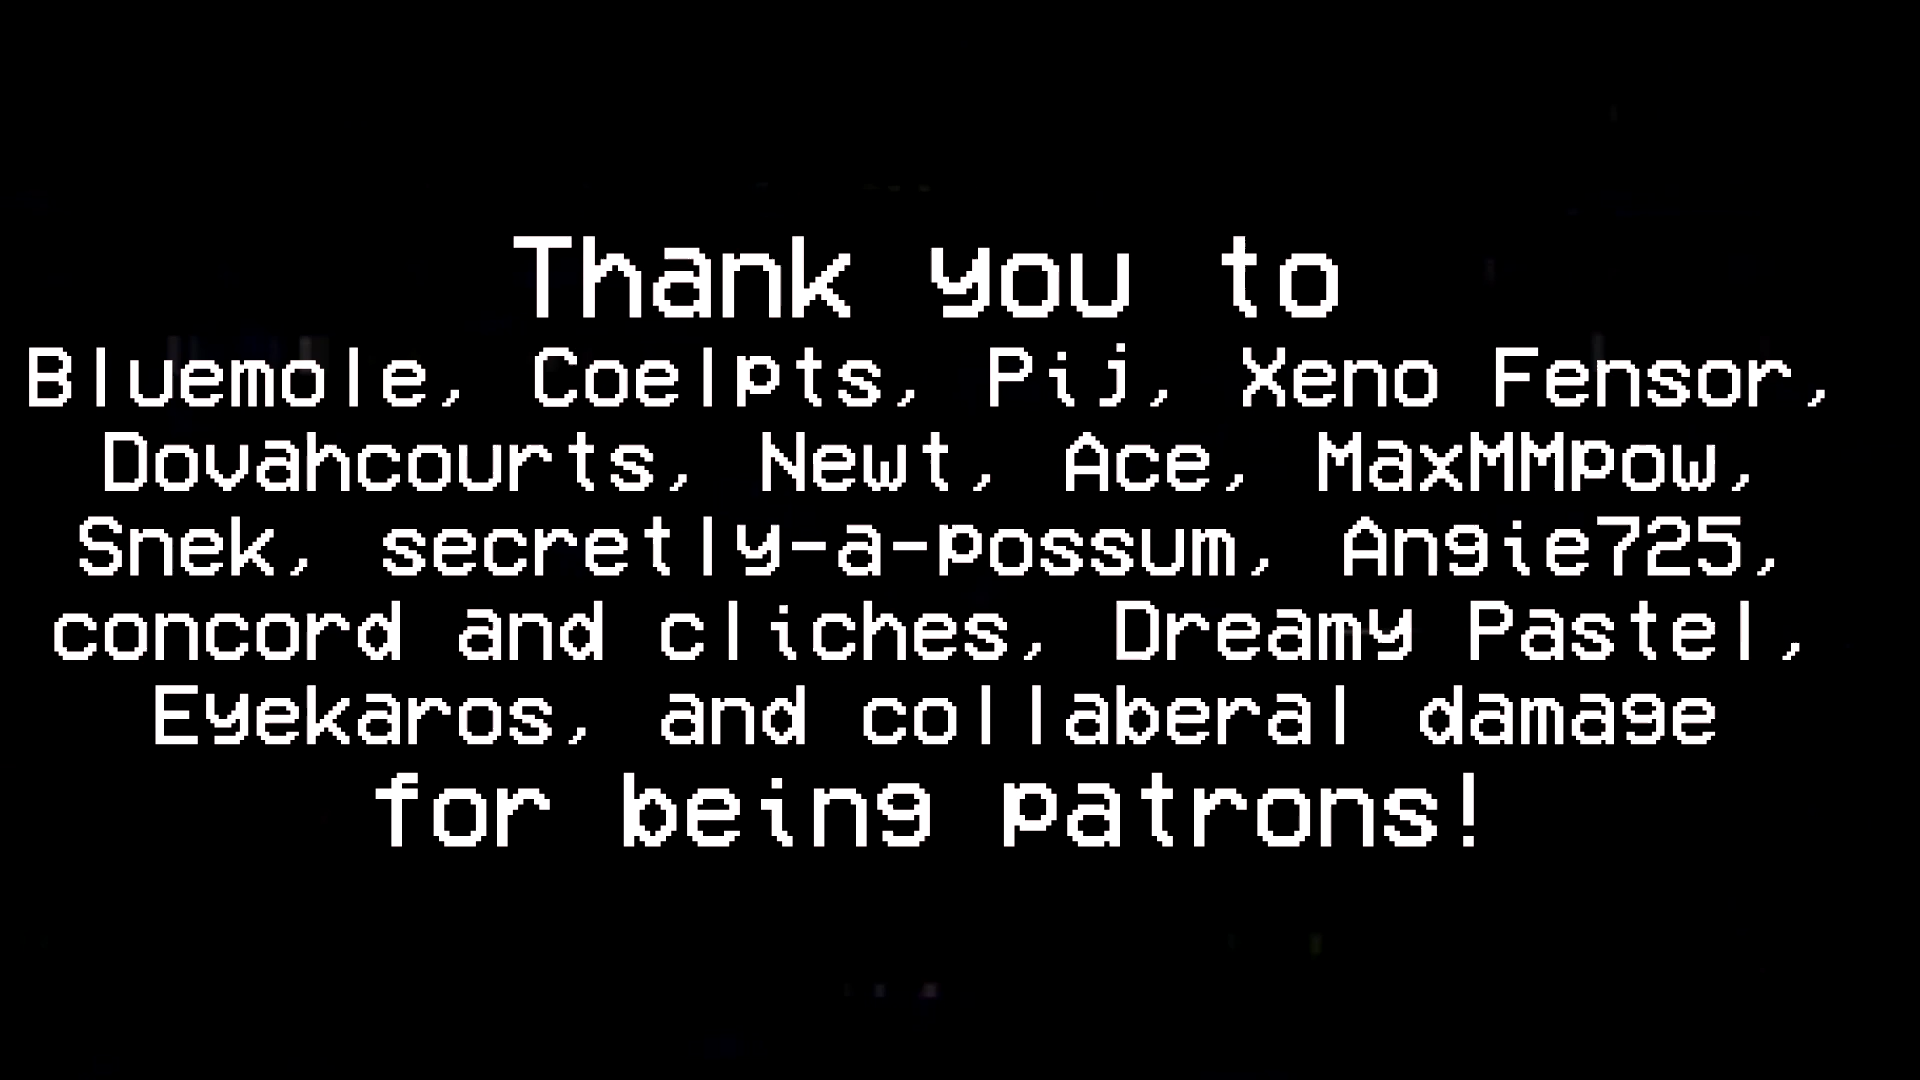 Thank you to
Bluemole, Coelpts, Pij, Xeno Fensor,
Dovahcourts, Newt, Ace, MaxMMpow,
Snek, secretly-a-possum, Angie725,
concord and cliches, Dreamy Pastel,
Eyekaros, and collaberal damage
for being patrons!